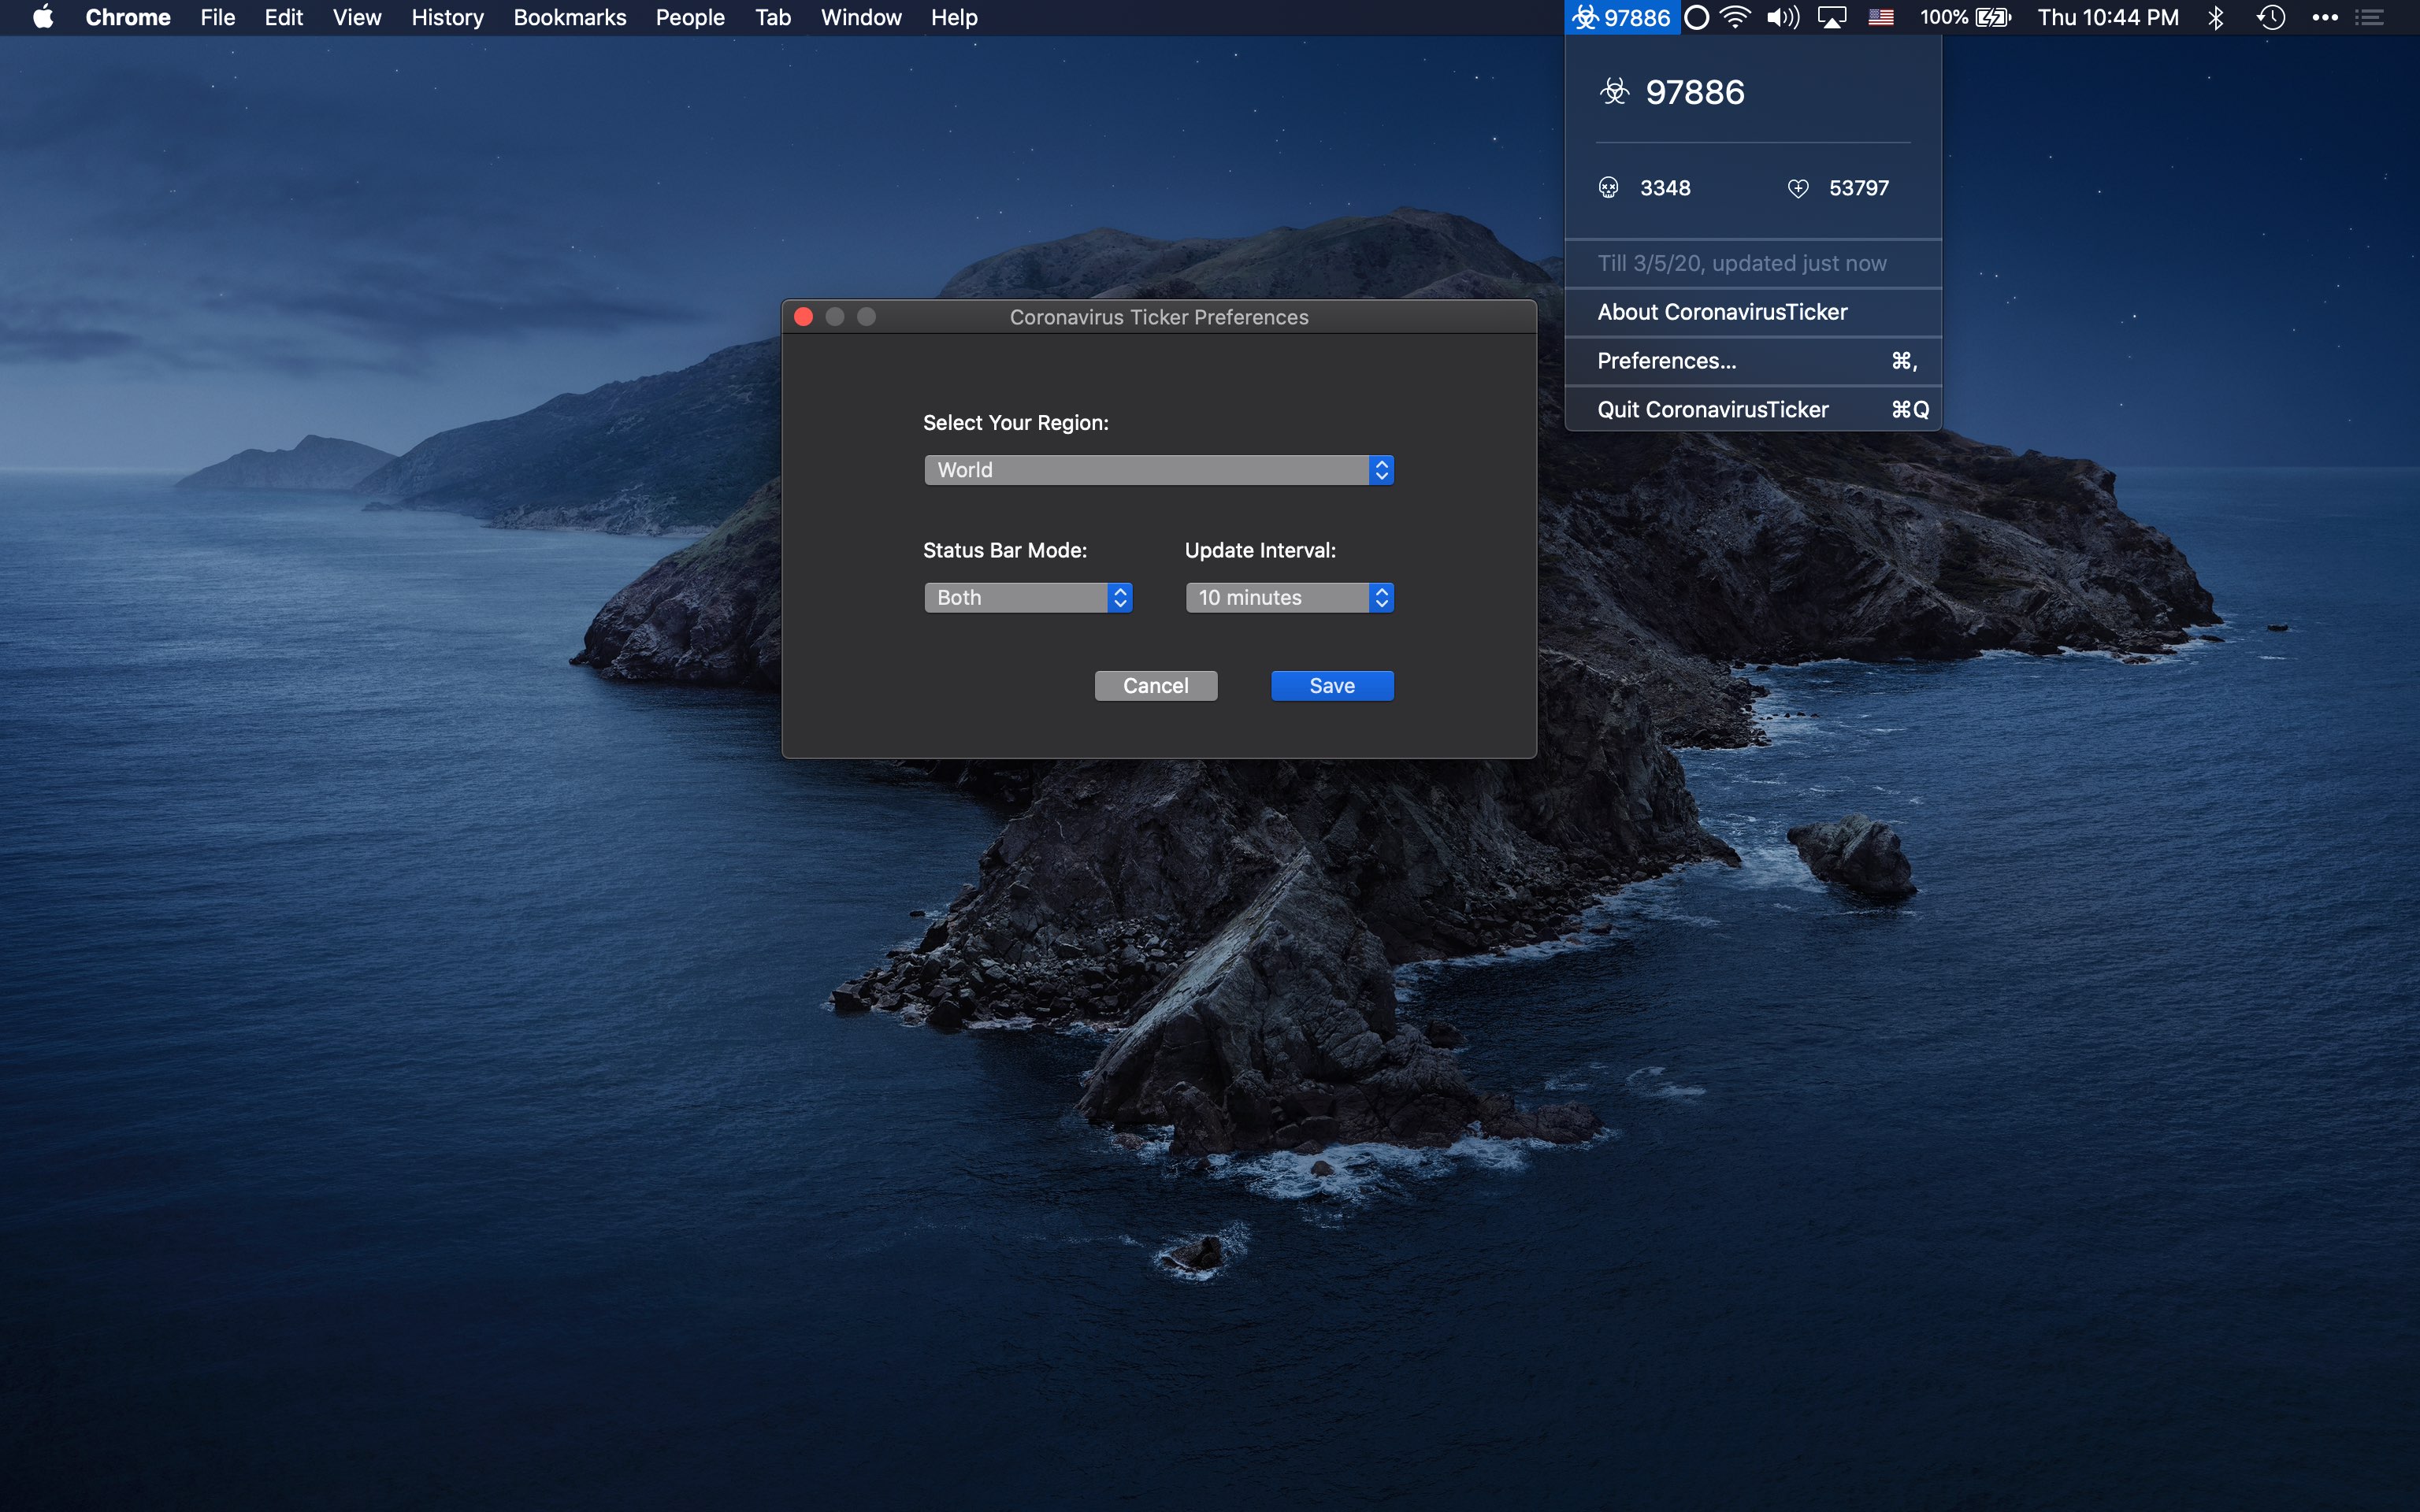 Chrome File Edit View History Bookmarks People Tab Window Help 97886 100% Thu 10:44 PM
97886
3348 53797
Till 3/5/20, updated just now
About CoronavirusTicker
Preferences... ⌘,
Quit CoronavirusTicker ⌘Q
Coronavirus Ticker Preferences
Select Your Region:
World
Status Bar Mode: Update Interval:
Both 10 minutes
Cancel Save